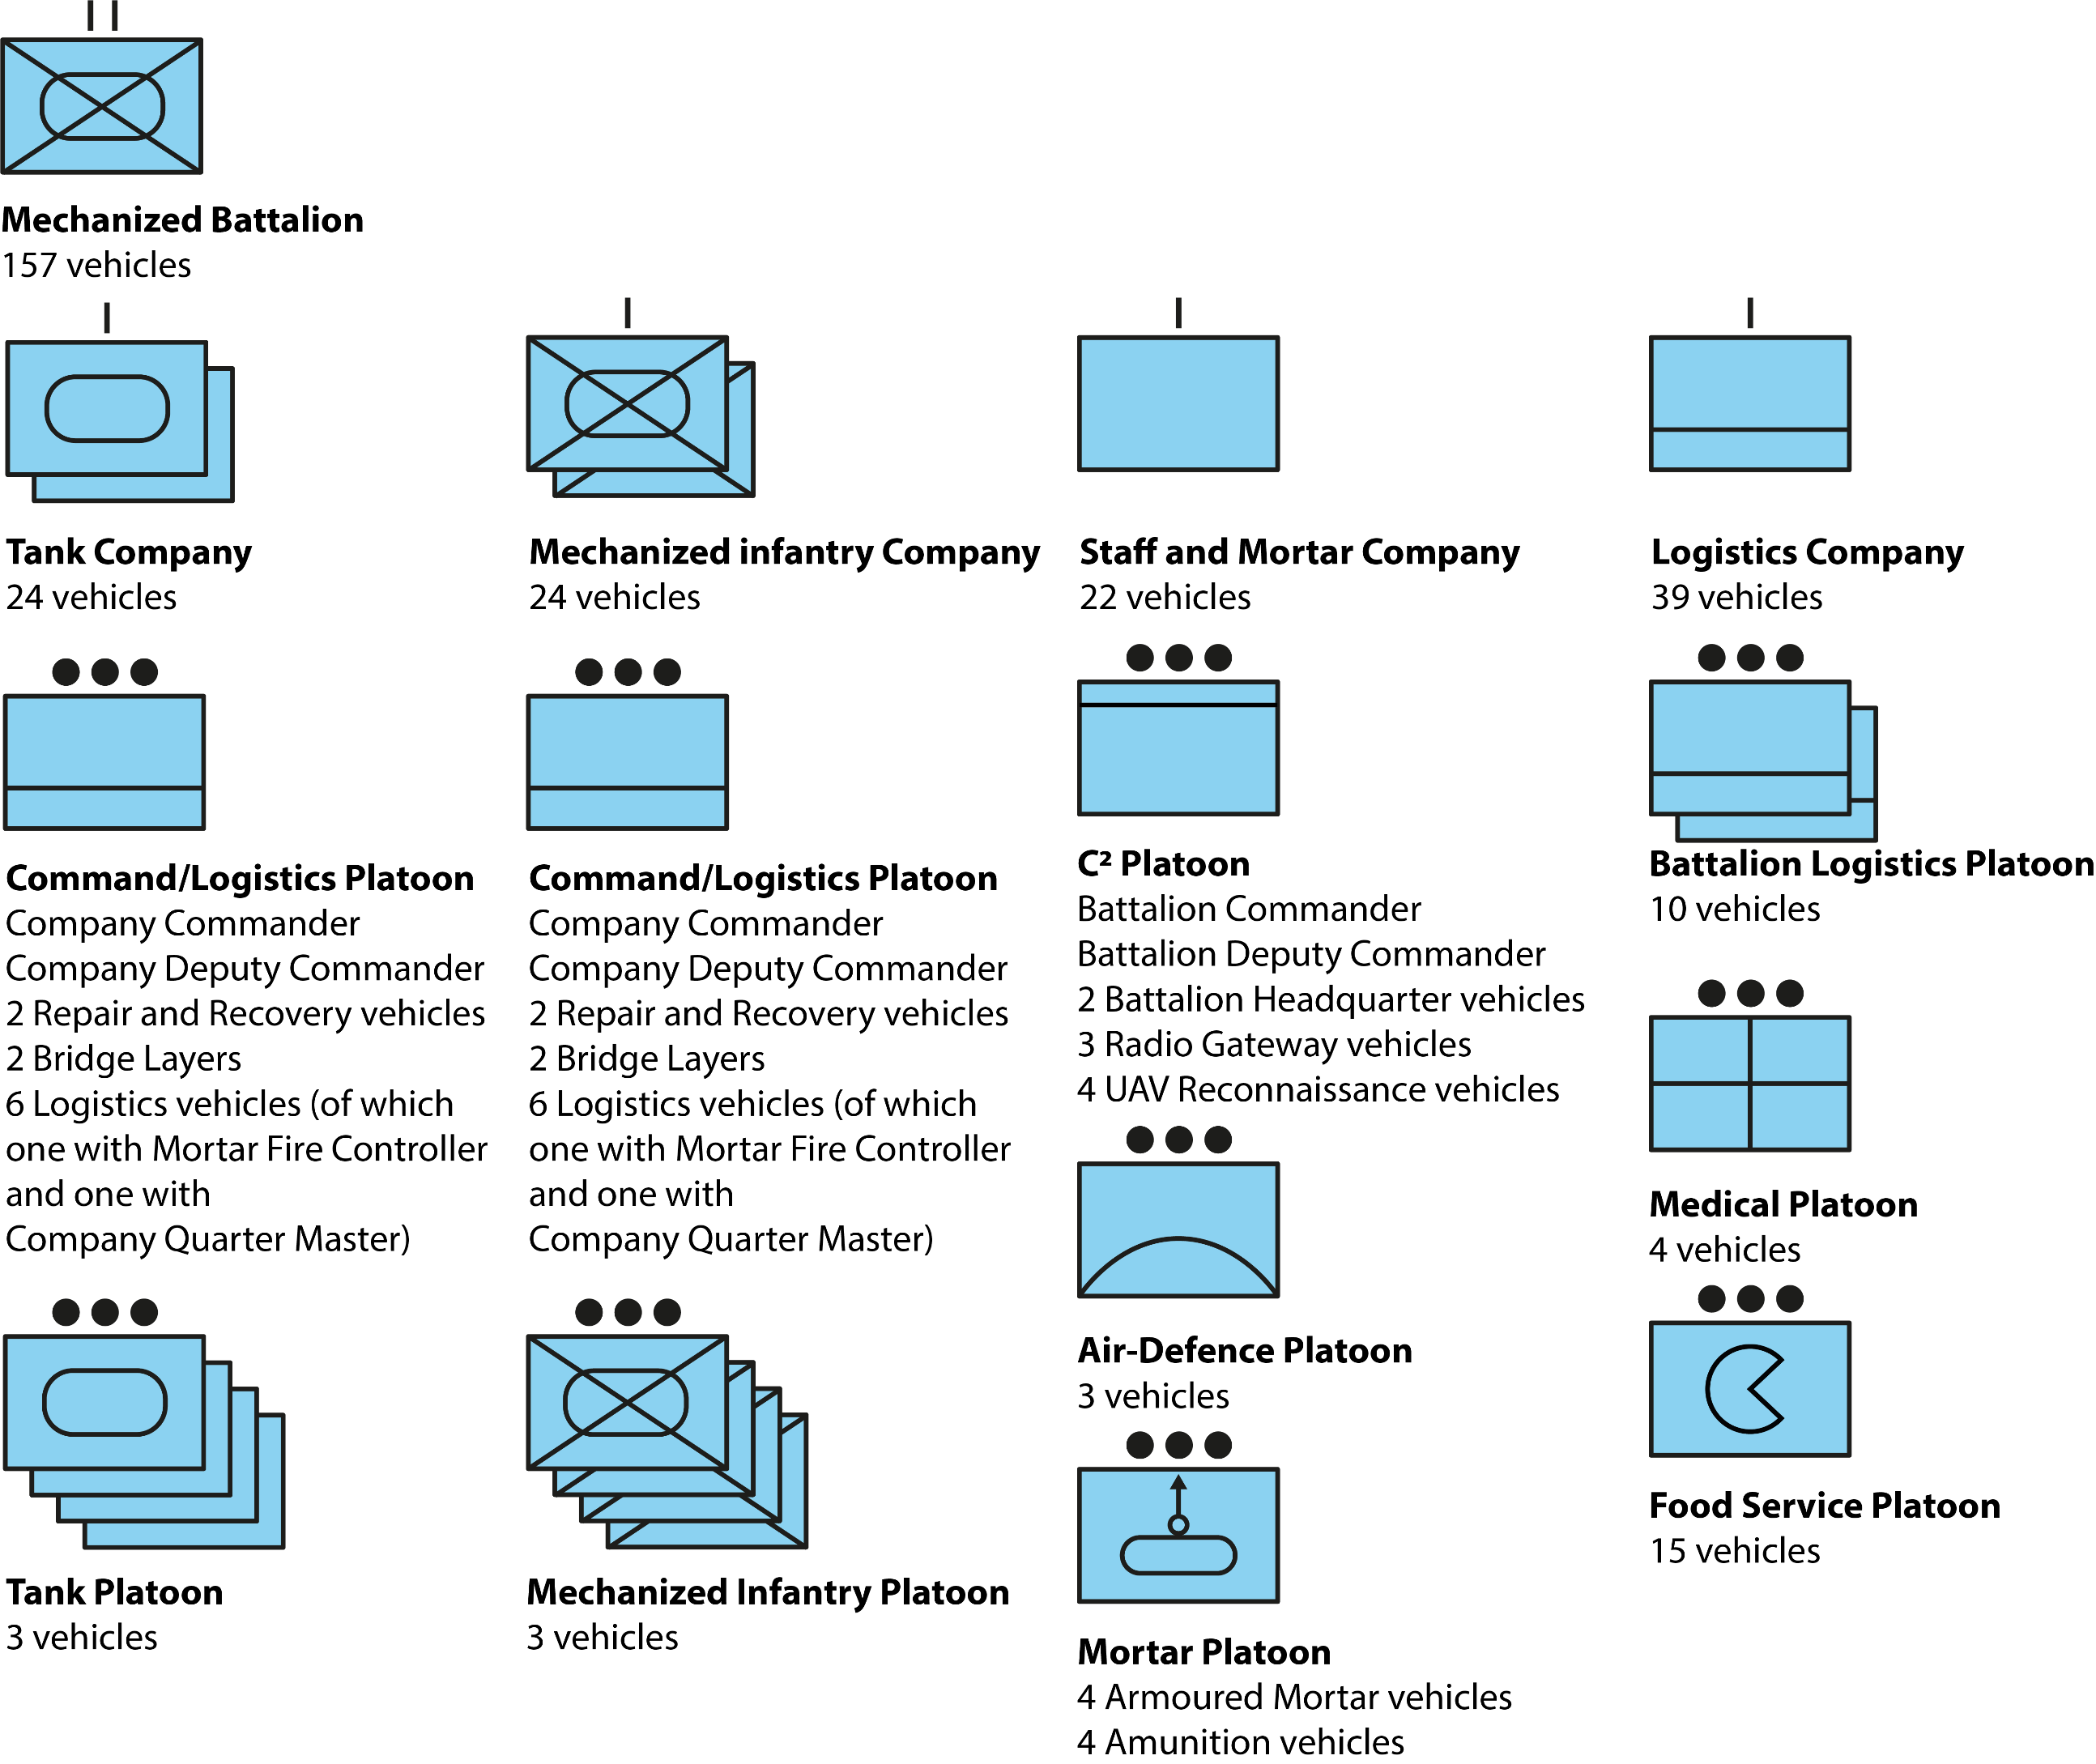 Mechanized Battalion
157 vehicles
Tank Company
24 vehicles
Mechanized infantry Company
24 vehicles
Staff and Mortar Company
22 vehicles
Logistics Company
39 vehicles
Command/Logistics Platoon
Company Commander
Company Deputy Commander
2 Repair and Recovery vehicles
2 Bridge Layers
6 Logistics vehicles (of which
one with Mortar Fire Controller
and one with
Company Quarter Master)
Tank Platoon
3 vehicles
Command/Logistics Platoon
Company Commander
Company Deputy Commander
2 Repair and Recovery vehicles
2 Bridge Layers
6 Logistics vehicles (of which
one with Mortar Fire Controller
and one with
Company Quarter Master)
Mechanized Infantry Platoon
3 vehicles
C² Platoon
Battalion Commander
Battalion Deputy Commander
2 Battalion Headquarter vehicles
3 Radio Gateway vehicles
4 UAV Reconnaissance vehicles
Air-Defence Platoon
3 vehicles
Mortar Platoon
4 Armoured Mortar vehicles
4 Amunition vehicles
Battalion Logistics Platoon
10 vehicles
Medical Platoon
4 vehicles
Food Service Platoon
15 vehicles